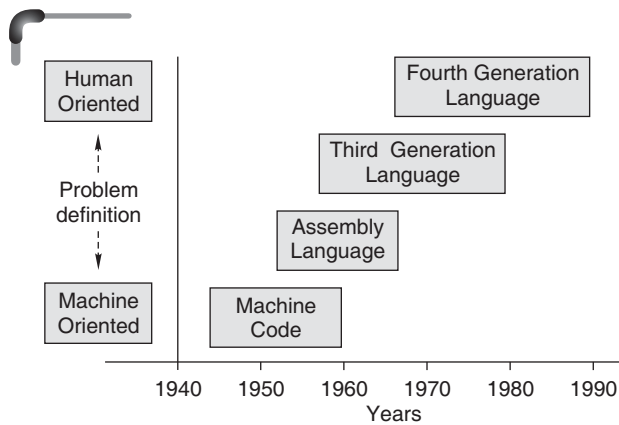 Human
Oriented
Problem
definition
Machine
Oriented
Fourth Generation
Language
Third Generation
Language
Assembly
Language
Machine
Code
1940 1950 1960 1970 1980 1990
Years